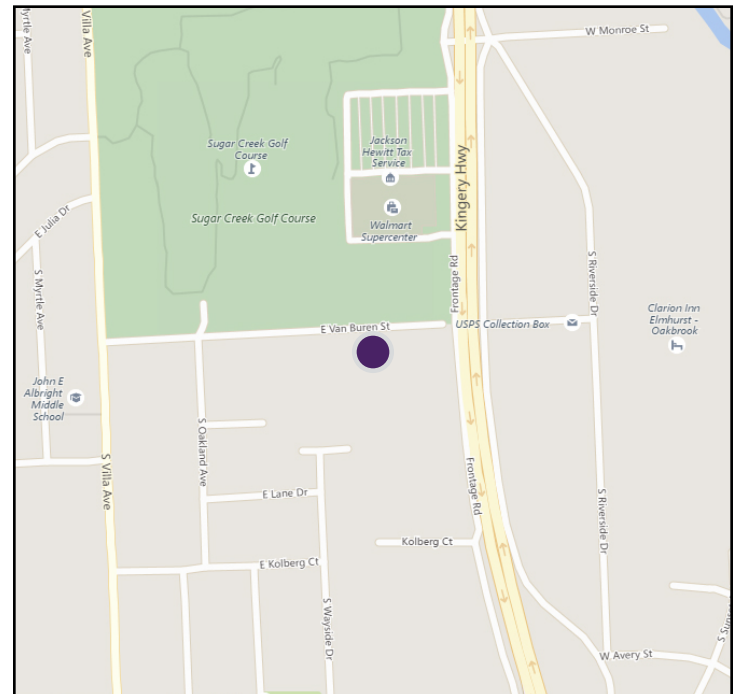 Myrtle Ave
S Villa Ave
W Monroe St
Sugar Creek Golf
Course
Jackson
Hewitt Tax
Service
Kingery Hwy
Sugar Creek Golf Course
Walmart
Supercenter
E Julia Dr
S Myrtle Ave
Frontage Rd
S Riverside Dr
E Van Buren St
USPS Collection Box
Clarion Inn
Elmhurst -
Oakbrook
John E
Albright
Middle
School
S Oakland Ave
S Villa Ave
Frontage Rd
E Lane Dr
S Riverside Dr
Kolberg Ct
E Kolberg Ct
S Wayside Dr
W Avery St